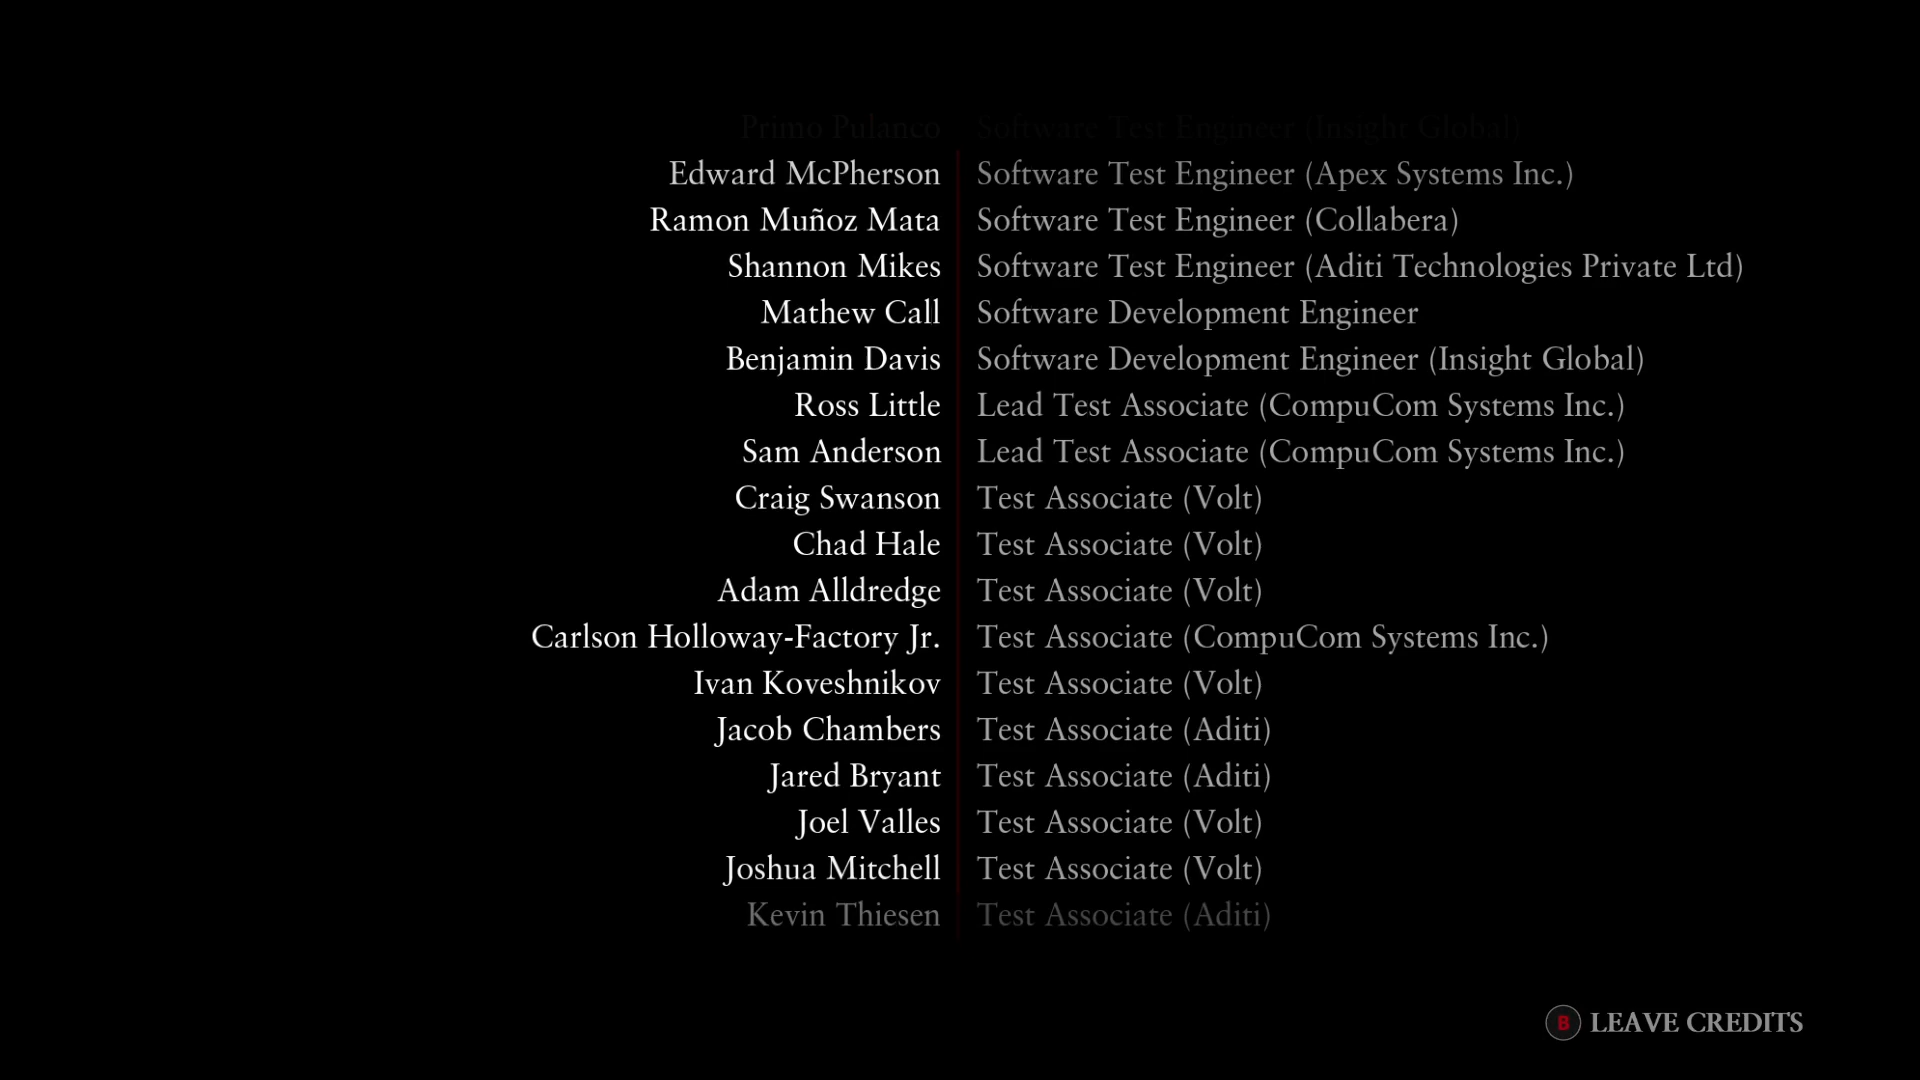 Primo Pulanco Software Test Engineer (Insight Global)
Edward McPherson Software Test Engineer (Apex Systems Inc.)
Ramon Muñoz Mata Software Test Engineer (Collabera)
Shannon Mikes Software Test Engineer (Aditi Technologies Private Ltd)
Mathew Call Software Development Engineer
Benjamin Davis Software Development Engineer (Insight Global)
Ross Little Lead Test Associate (CompuCom Systems Inc.)
Sam Anderson Lead Test Associate (CompuCom Systems Inc.)
Craig Swanson Test Associate (Volt)
Chad Hale Test Associate (Volt)
Adam Alldredge Test Associate (Volt)
Carlson Holloway-Factory Jr. Test Associate (CompuCom Systems Inc.)
Ivan Koveshnikov Test Associate (Volt)
Jacob Chambers Test Associate (Aditi)
Jared Bryant Test Associate (Aditi)
Joel Valles Test Associate (Volt)
Joshua Mitchell Test Associate (Volt)
Kevin Thiesen Test Associate (Aditi)
B LEAVE CREDITS